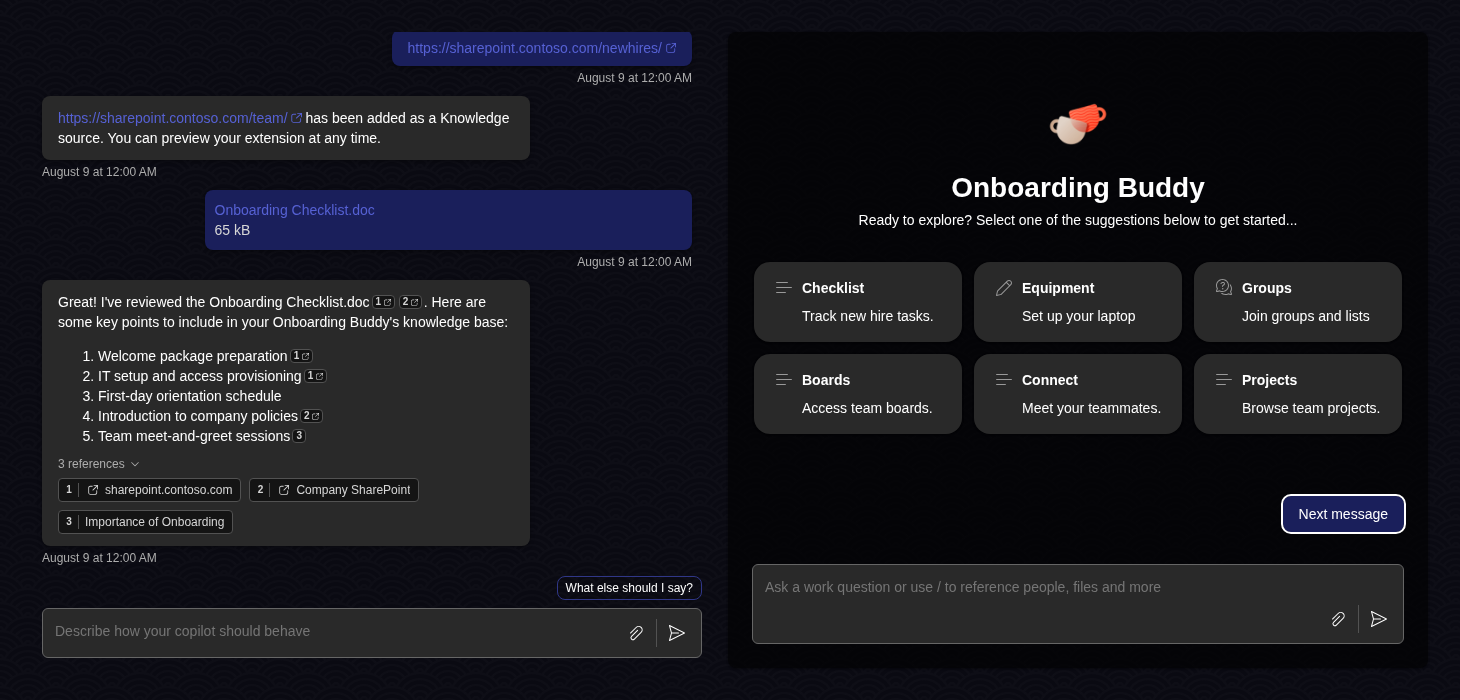 https://sharepoint.contoso.com/newhires/
August 9 at 12:00 AM
https://sharepoint.contoso.com/team/ has been added as a Knowledge
source. You can preview your extension at any time.
August 9 at 12:00 AM
Onboarding Checklist.doc
65 kB
August 9 at 12:00 AM
Great! I've reviewed the Onboarding Checklist.doc 1 2 . Here are
some key points to include in your Onboarding Buddy's knowledge base:
1. Welcome package preparation 1
2. IT setup and access provisioning 1
3. First-day orientation schedule
4. Introduction to company policies 2
5. Team meet-and-greet sessions 3
3 references
1 sharepoint.contoso.com 2 Company SharePoint
3 Importance of Onboarding
August 9 at 12:00 AM
What else should I say?
Describe how your copilot should behave
Onboarding Buddy
Ready to explore? Select one of the suggestions below to get started...
Checklist
Track new hire tasks.
Equipment
Set up your laptop
Groups
Join groups and lists
Boards
Access team boards.
Connect
Meet your teammates.
Projects
Browse team projects.
Next message
Ask a work question or use / to reference people, files and more